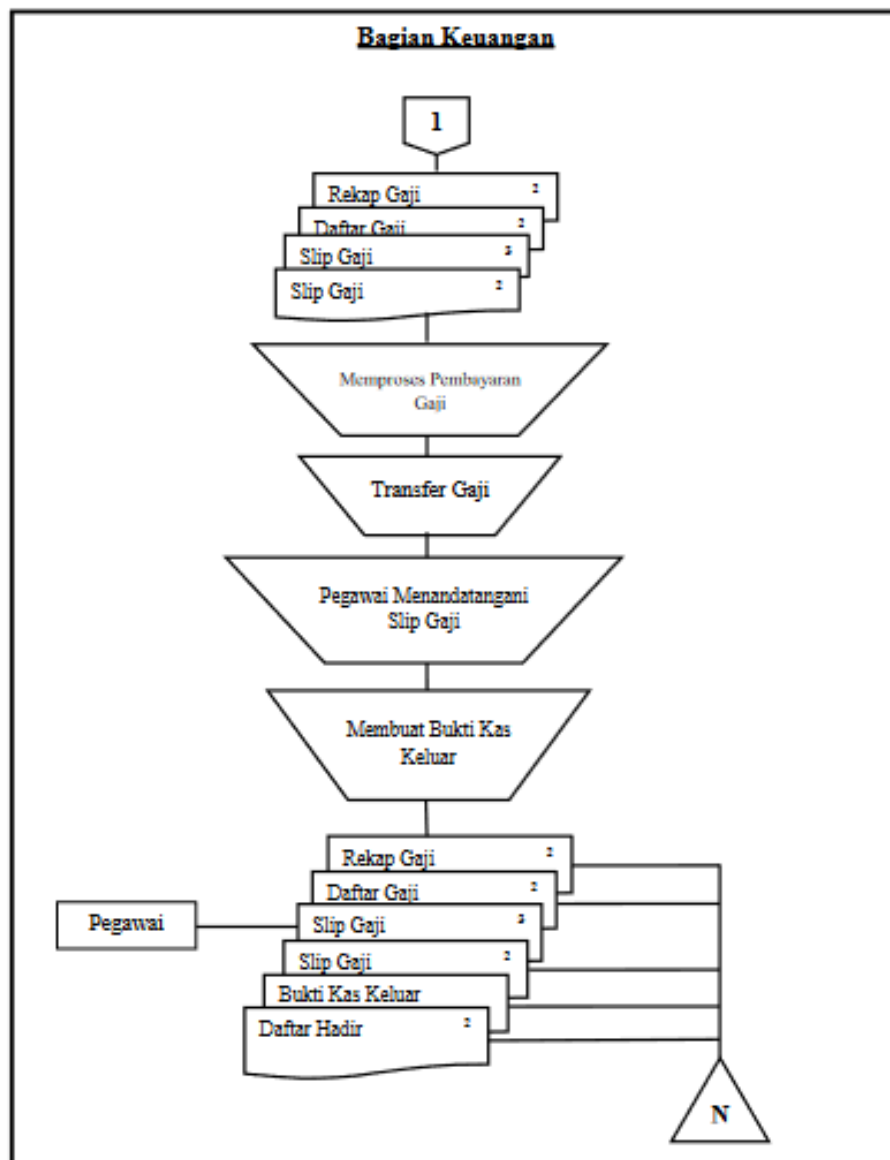 Bagian Keuangan
1
Rekap Gaji 2
Daftar Gaji 2
Slip Gaji 3
Slip Gaji 2
Memproses Pembayaran
Gaji
Transfer Gaji
Pegawai Menandatangani
Slip Gaji
Membuat Bukti Kas
Keluar
Rekap Gaji 2
Daftar Gaji 2
Pegawai
Slip Gaji 3
Slip Gaji 2
Bukti Kas Keluar
Daftar Hadir 2
N